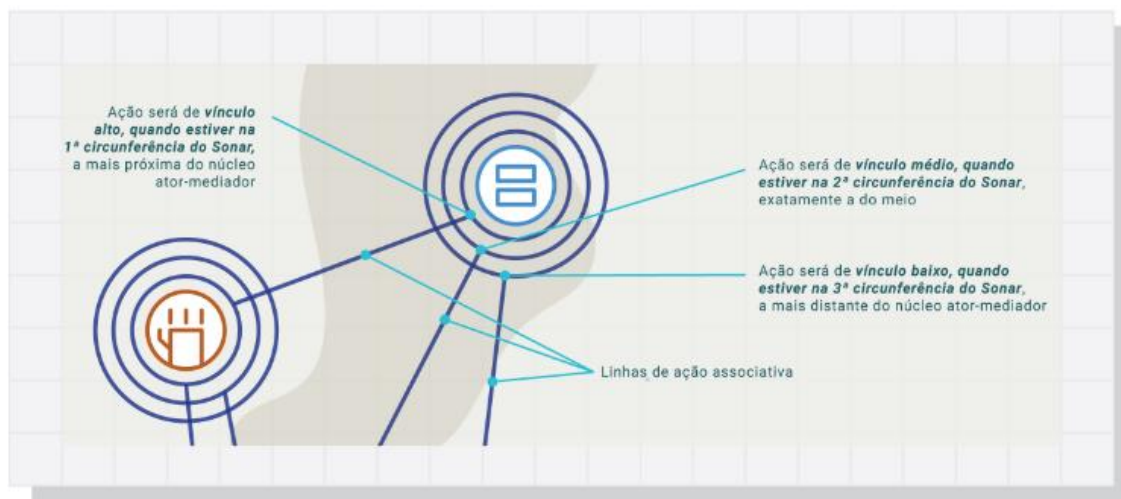 Ação será de vínculo
alto, quando estiver na
1ª circunferência do Sonar,
a mais próxima do núcleo
ator-mediador
Ação será de vínculo médio, quando
estiver na 2ª circunferência do Sonar,
exatamente a do meio
Ação será de vínculo baixo, quando
estiver na 3ª circunferência do Sonar,
a mais distante do núcleo ator-mediador
Linhas de ação associativa